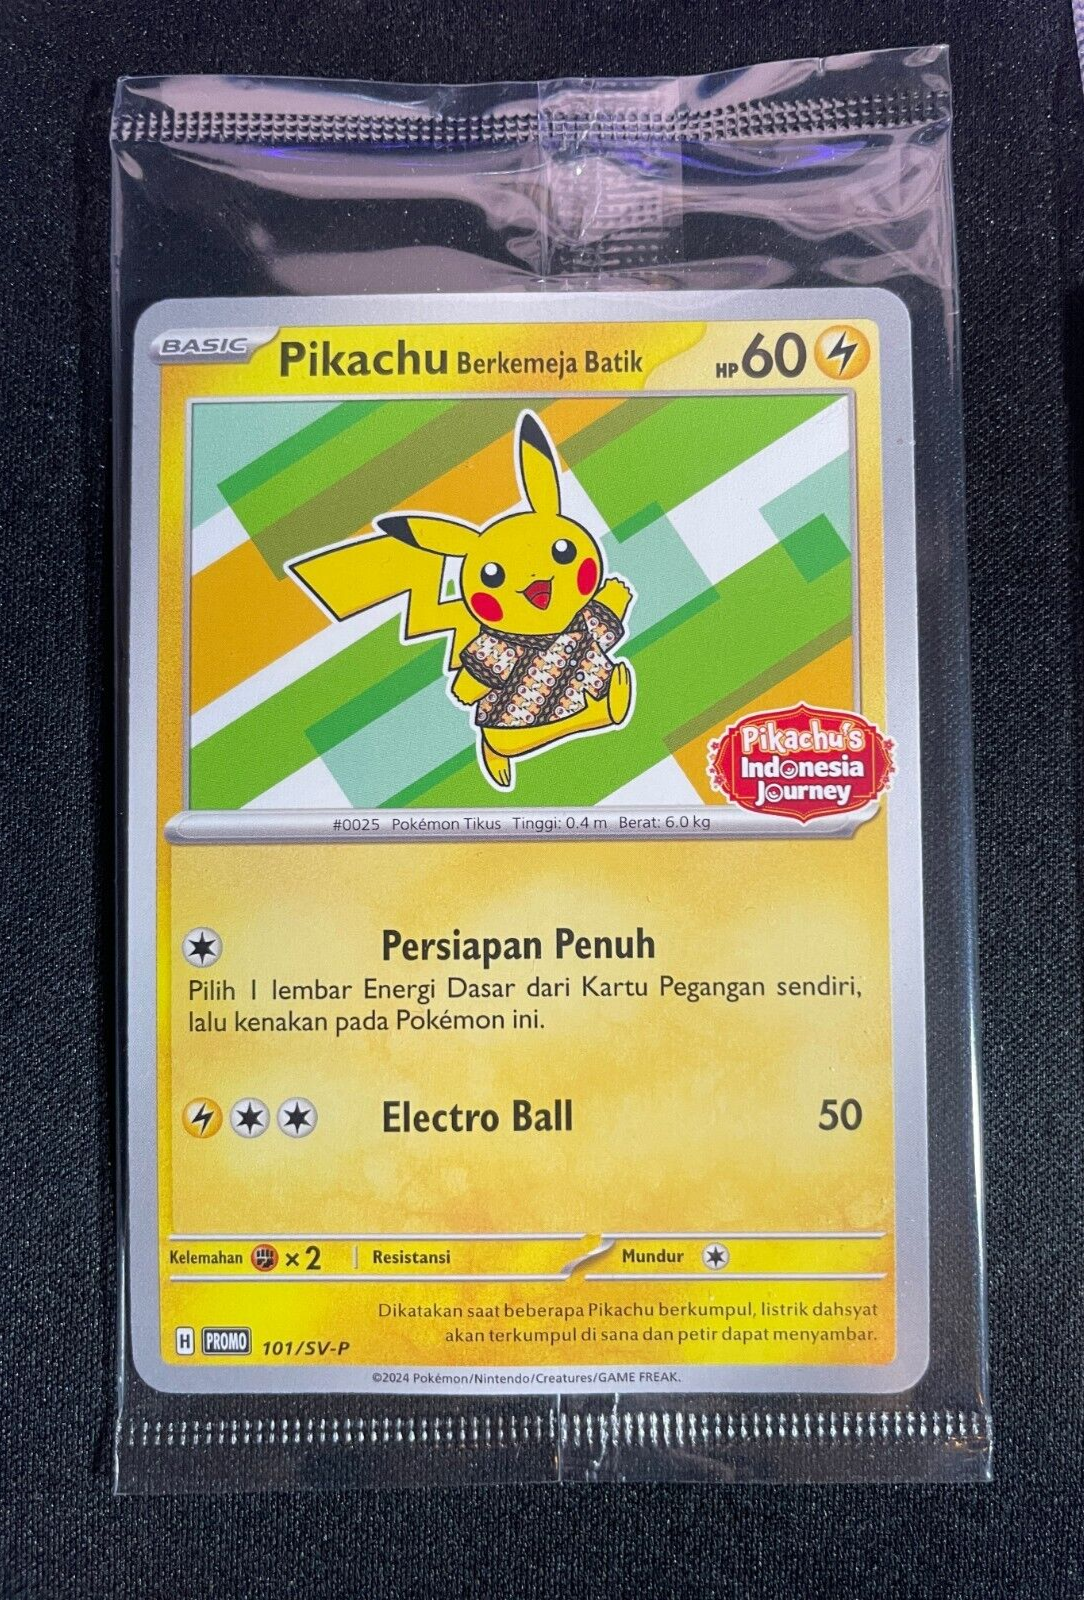 BASIC
Pikachu Berkemeja Batik
HP 60
Pikachu's
Indonesia
Journey
#0025 Pokémon Tikus Tinggi: 0.4 m Berat: 6.0 kg
Persiapan Penuh
Pilih 1 lembar Energi Dasar dari Kartu Pegangan sendiri,
lalu kenakan pada Pokémon ini.
Electro Ball 50
Kelemahan ×2 Resistansi Mundur
Dikatakan saat beberapa Pikachu berkumpul, listrik dahsyat
akan terkumpul di sana dan petir dapat menyambar.
H PROMO 101/SV-P
©2024 Pokémon/Nintendo/Creatures/GAME FREAK.